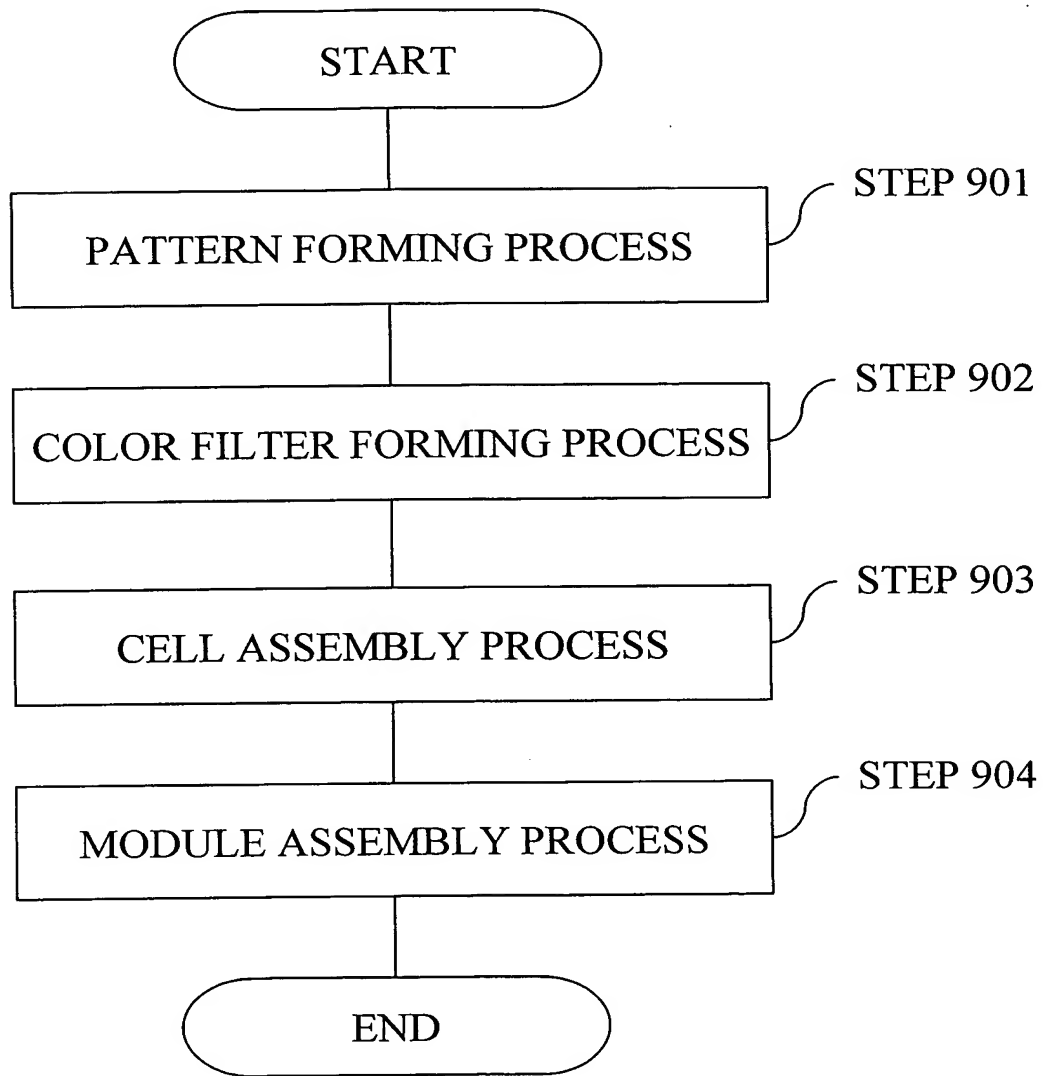 START
STEP 901
PATTERN FORMING PROCESS
STEP 902
COLOR FILTER FORMING PROCESS
STEP 903
CELL ASSEMBLY PROCESS
STEP 904
MODULE ASSEMBLY PROCESS
END